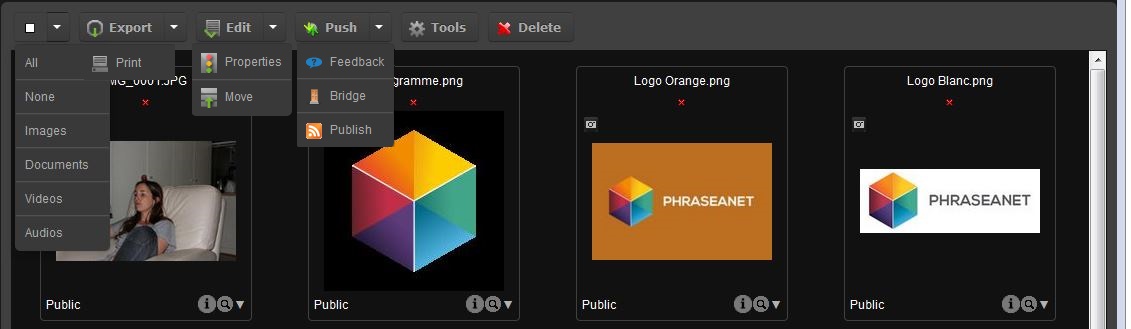 Export Edit Push Tools Delete
All Print Properties Feedback
None Move Bridge
Images Publish
Documents
Videos
Audios
MG_0001.JPG gramme.png Logo Orange.png Logo Blanc.png
PHRASEANET PHRASEANET
Public Public Public Public